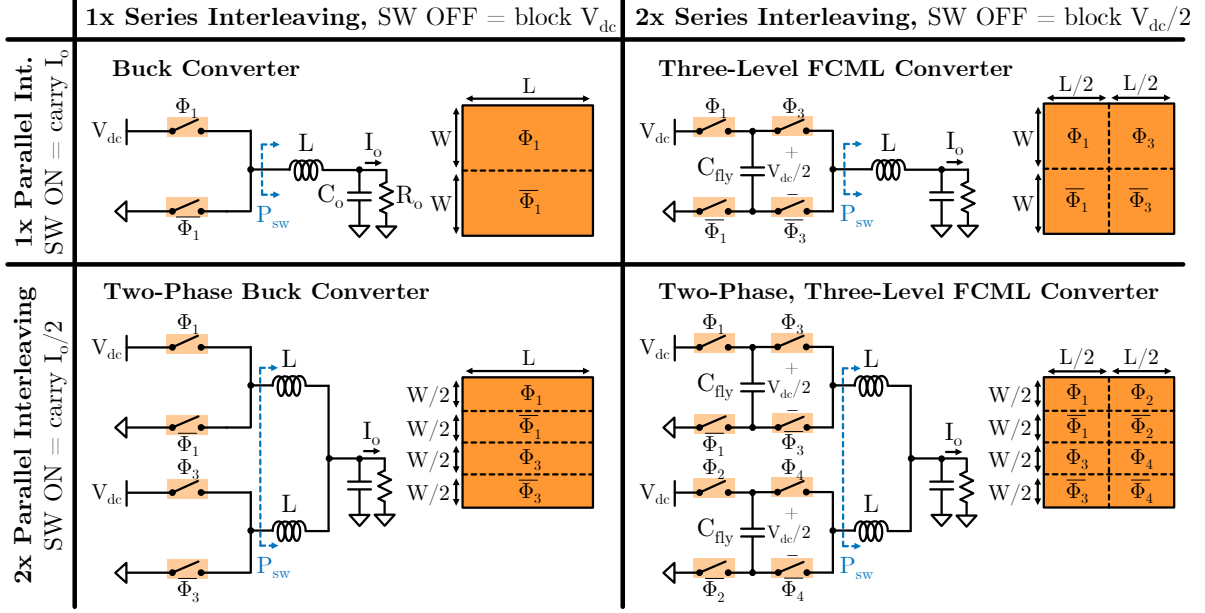 1x Series Interleaving, SW OFF = block V_dc
2x Series Interleaving, SW OFF = block V_dc/2
1x Parallel Int.
SW ON = carry I_o
Buck Converter
Φ_1
V_dc
L
I_o
C_o
R_o
P_sw
Φ̅_1
L
W
Φ_1
W
Φ̅_1
Three-Level FCML Converter
Φ_1
Φ_3
V_dc
L
I_o
C_fly
+
V_dc/2
-
P_sw
Φ̅_1
Φ̅_3
L/2
L/2
W
Φ_1
Φ_3
W
Φ̅_1
Φ̅_3
2x Parallel Interleaving
SW ON = carry I_o/2
Two-Phase Buck Converter
Φ_1
V_dc
L
Φ̅_1
I_o
Φ_3
V_dc
L
P_sw
Φ̅_3
L
W/2
Φ_1
W/2
Φ̅_1
W/2
Φ_3
W/2
Φ̅_3
Two-Phase, Three-Level FCML Converter
Φ_1
Φ_3
V_dc
L
C_fly
+
V_dc/2
-
Φ̅_1
Φ̅_3
I_o
Φ_2
Φ_4
V_dc
L
C_fly
+
V_dc/2
-
P_sw
Φ̅_2
Φ̅_4
L/2
L/2
W/2
Φ_1
Φ_2
W/2
Φ̅_1
Φ̅_2
W/2
Φ_3
Φ_4
W/2
Φ̅_3
Φ̅_4